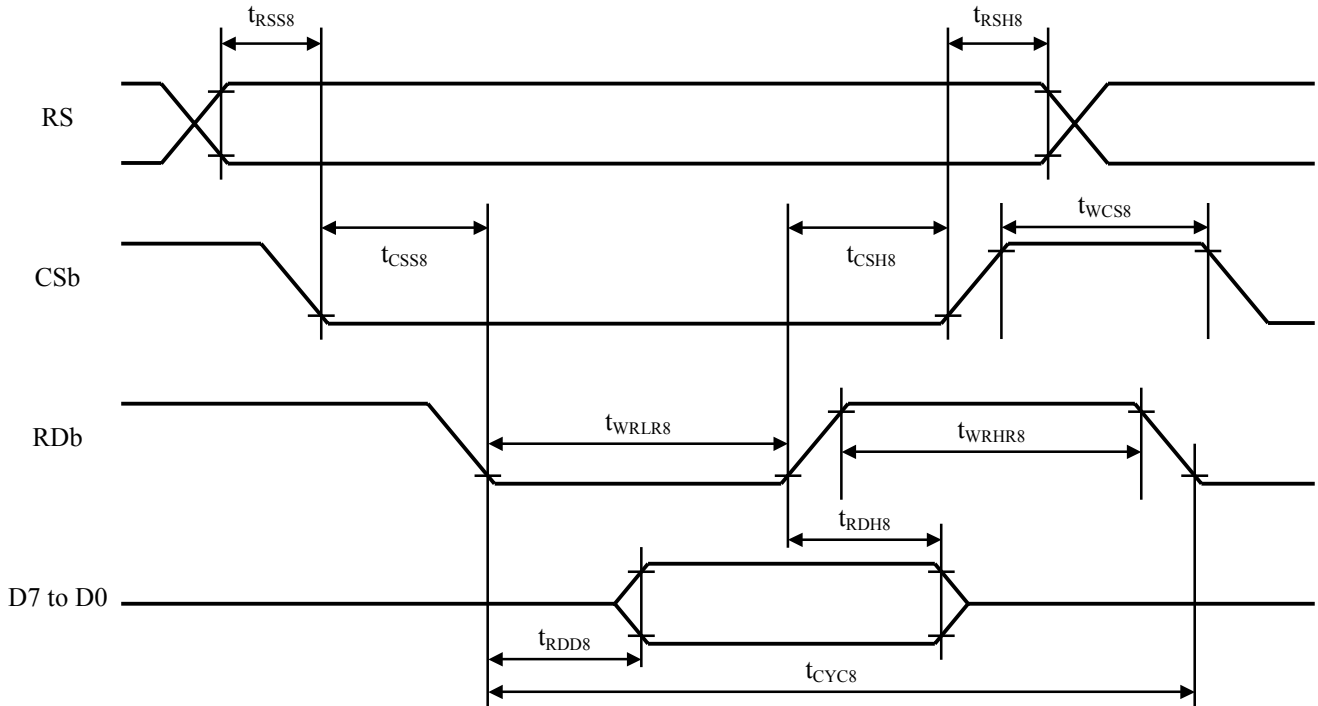 tRSS8
tRSH8
RS
tWCS8
tCSS8
tCSH8
CSb
tWRLR8
tWRHR8
RDb
tRDH8
D7 to D0
tRDD8
tCYC8